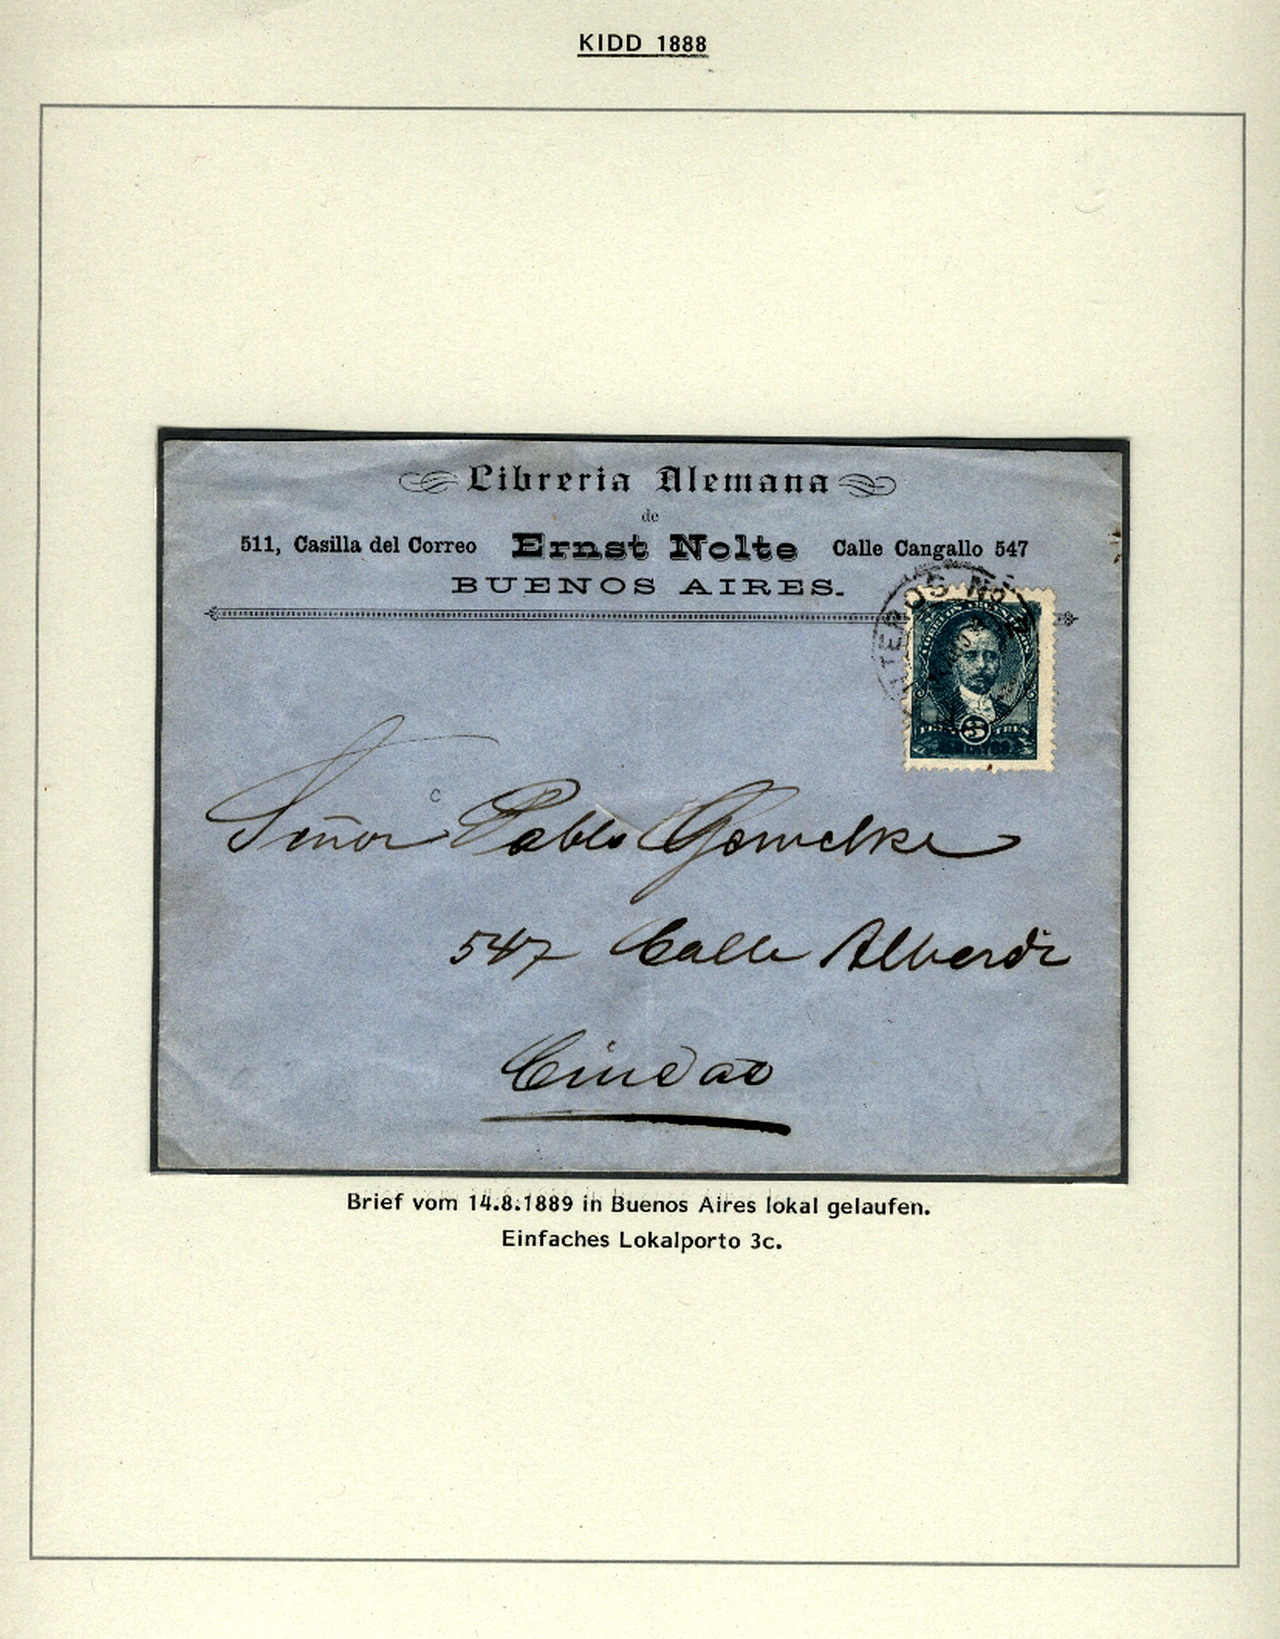 KIDD 1888
Libreria Alemana
de
511, Casilla del Correo Ernst Nolte Calle Cangallo 547
BUENOS AIRES.
Señor Pablo
547 Calle Alberdi
Ciudad
Brief vom 14.8.1889 in Buenos Aires lokal gelaufen.
Einfaches Lokalporto 3c.